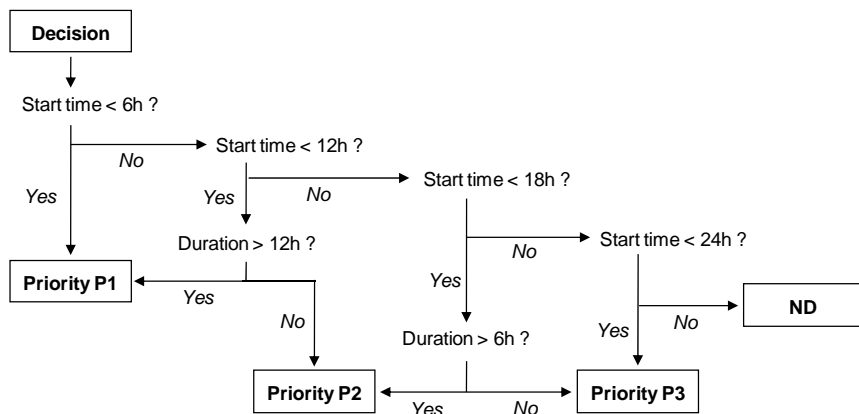 Decision
Start time < 6h ?
No
Start time < 12h ?
Yes
Yes
No
Start time < 18h ?
Duration > 12h ?
No
Start time < 24h ?
Priority P1
Yes
Yes
ND
No
Yes
No
Duration > 6h ?
Priority P2
Yes
No
Priority P3